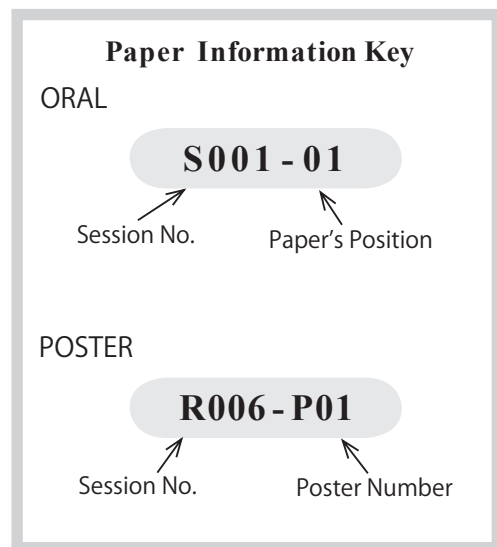 Paper Information Key
ORAL
S001-01
Session No. Paper's Position
POSTER
R006-P01
Session No. Poster Number